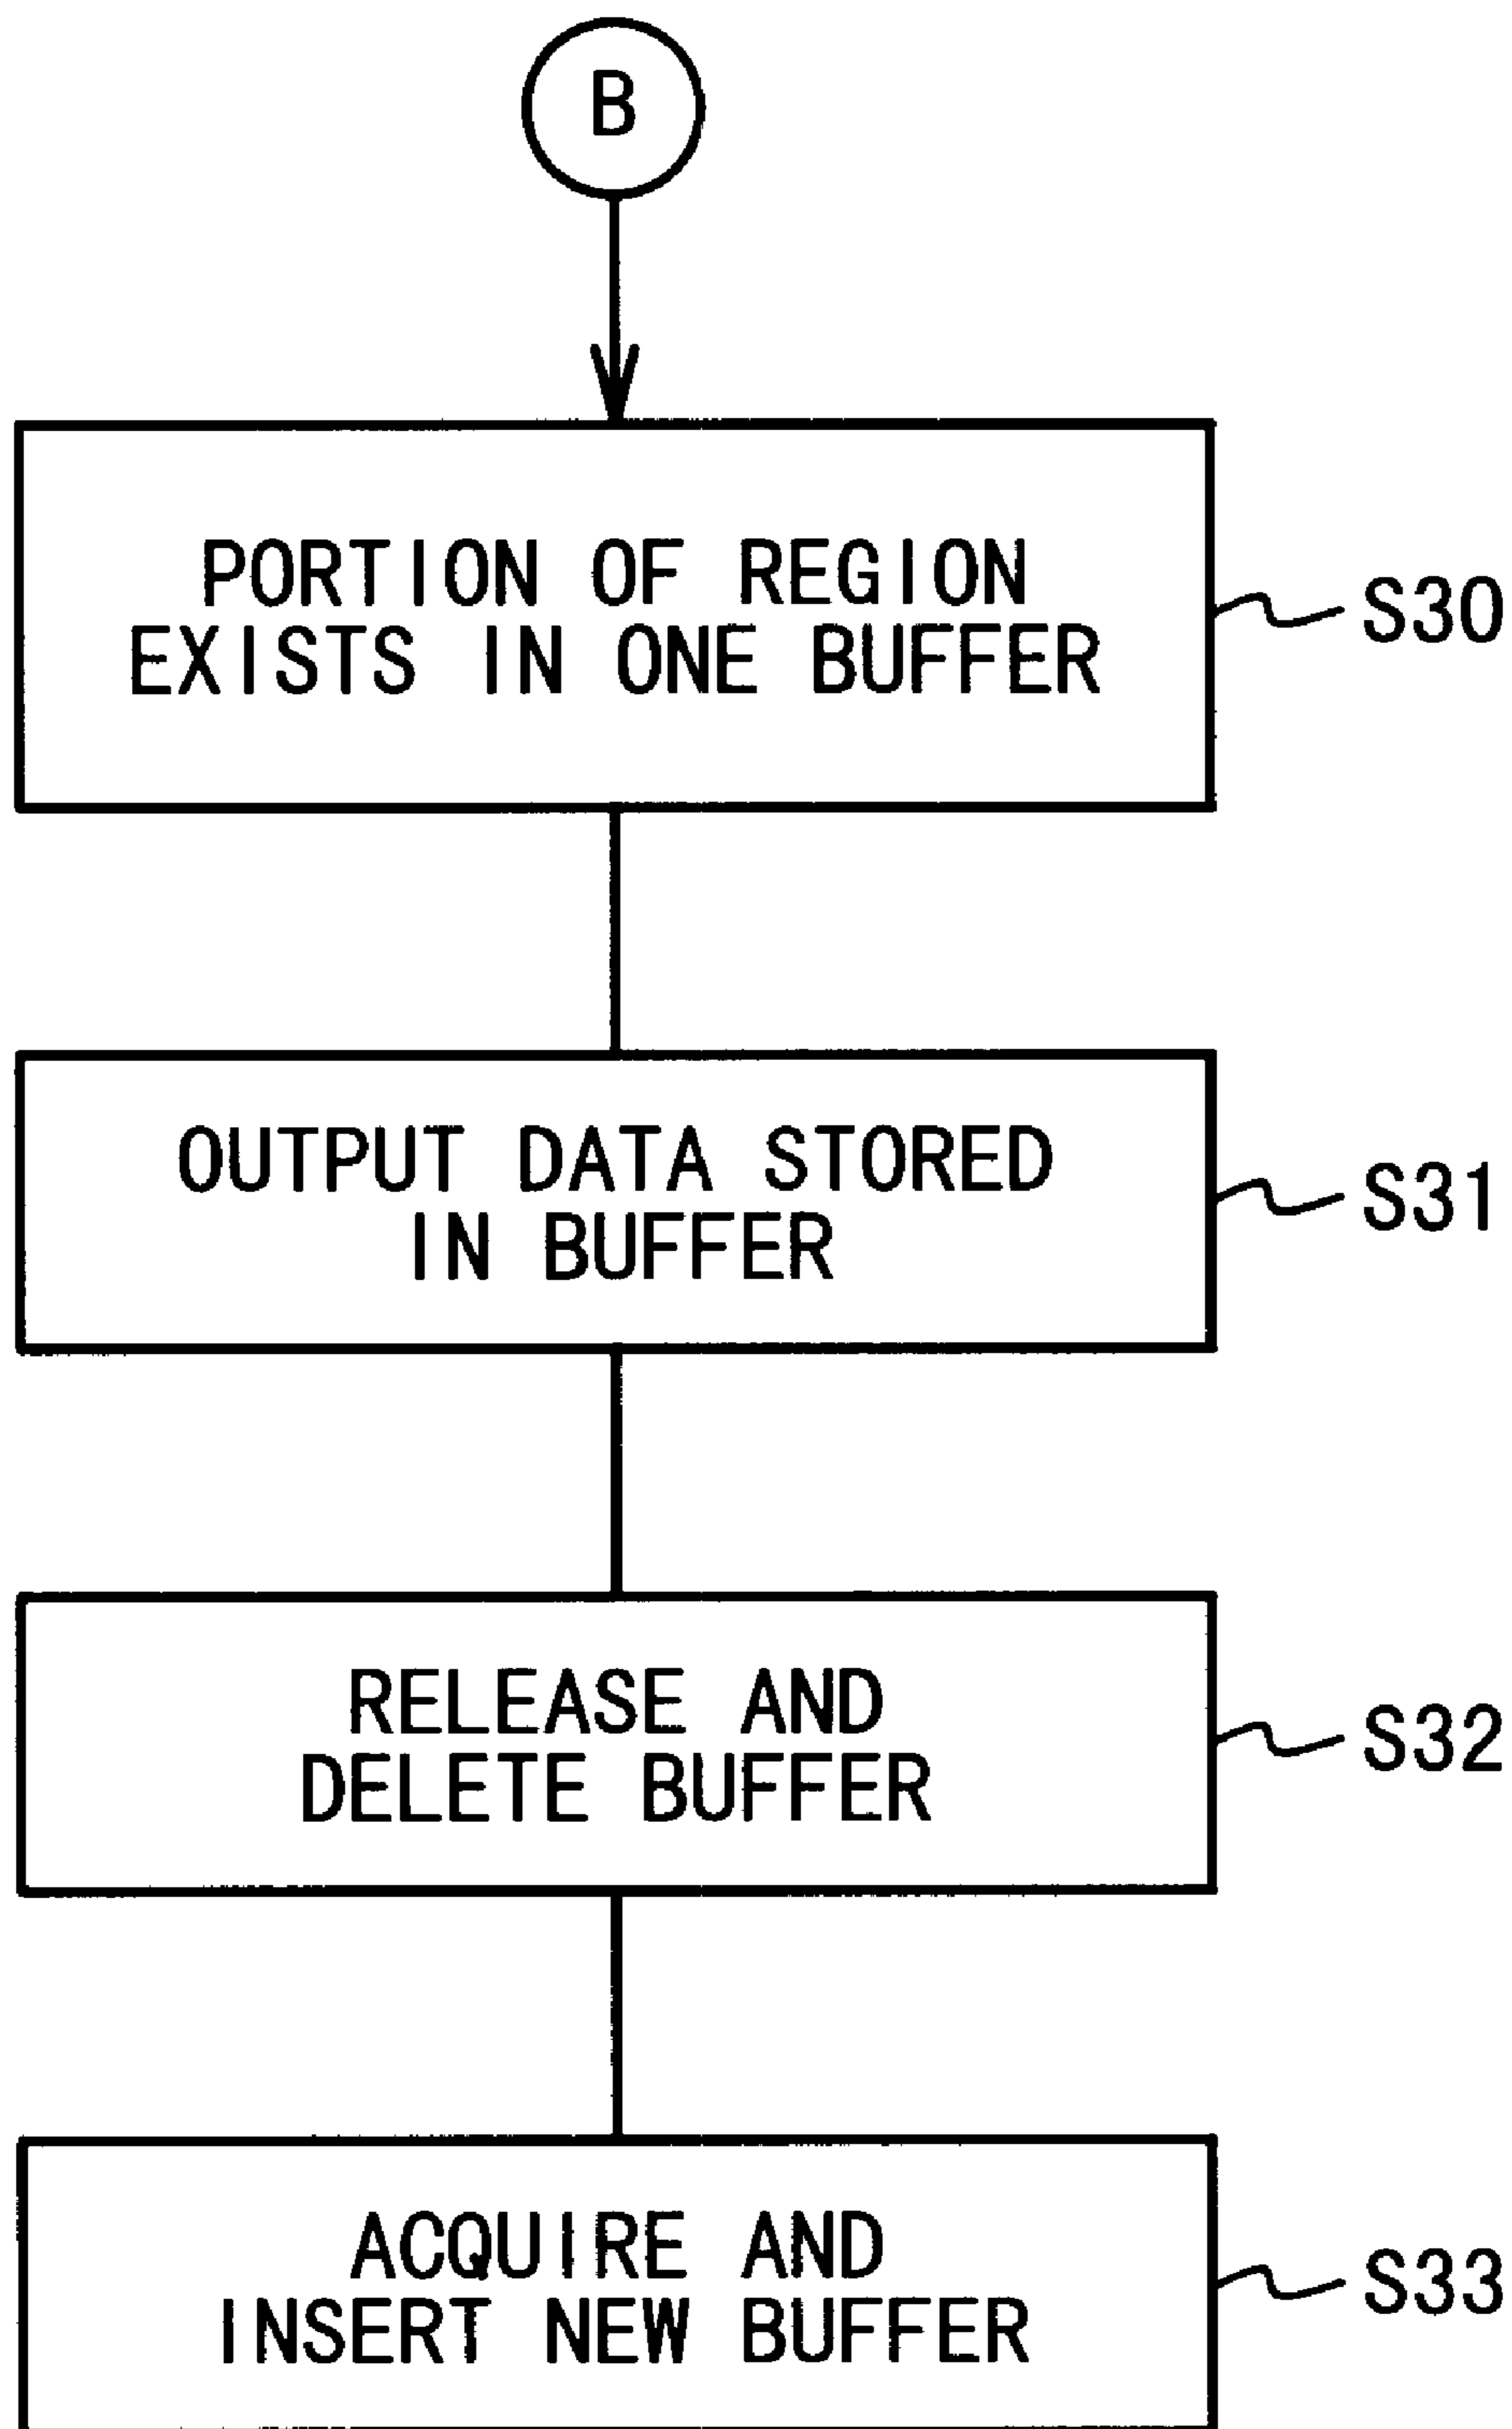 B
PORTION OF REGION
EXISTS IN ONE BUFFER
S30
OUTPUT DATA STORED
IN BUFFER
S31
RELEASE AND
DELETE BUFFER
S32
ACQUIRE AND
INSERT NEW BUFFER
S33